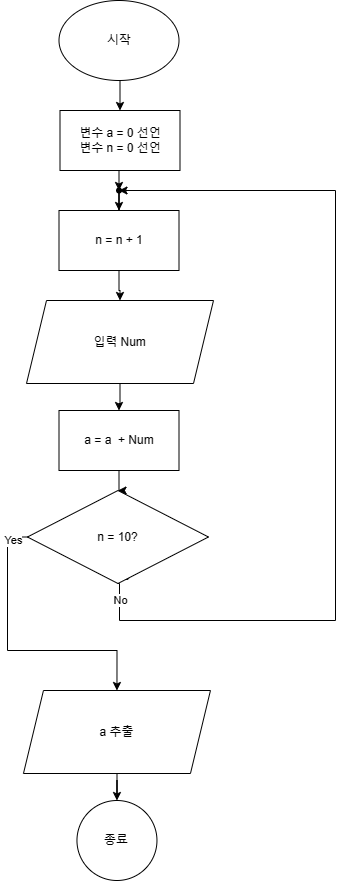 시작
변수 a = 0 선언
변수 n = 0 선언
n = n + 1
입력 Num
a = a + Num
n = 10?
Yes
No
a 추출
종료